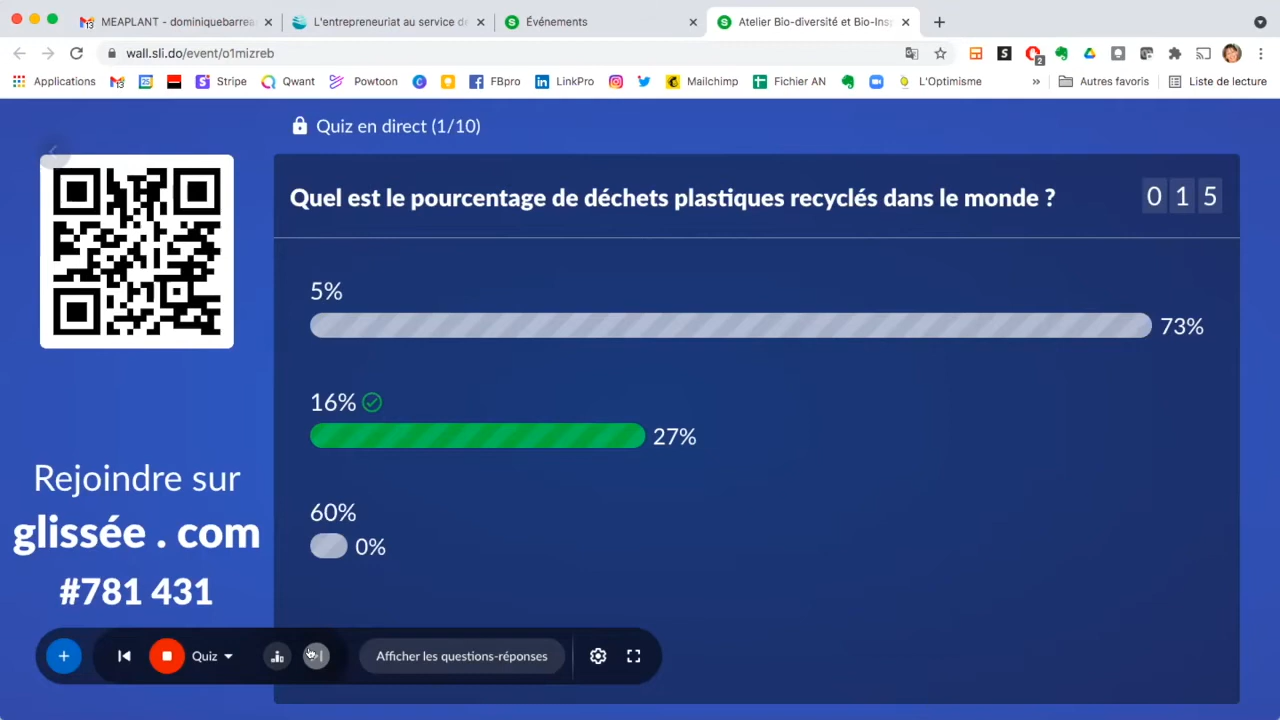 MEAPLANT - dominiquebarrea
L'entrepreneuriat au service de
Événements
Atelier Bio-diversité et Bio-Insp
wall.sli.do/event/o1mizreb
Applications
Stripe
Qwant
Powtoon
FBpro
LinkPro
Mailchimp
Fichier AN
L'Optimisme
»
Autres favoris
Liste de lecture
Quiz en direct (1/10)
Quel est le pourcentage de déchets plastiques recyclés dans le monde ?
0 1 5
5%
73%
16%
27%
60%
0%
Rejoindre sur
glissée . com
#781 431
Quiz
Afficher les questions-réponses